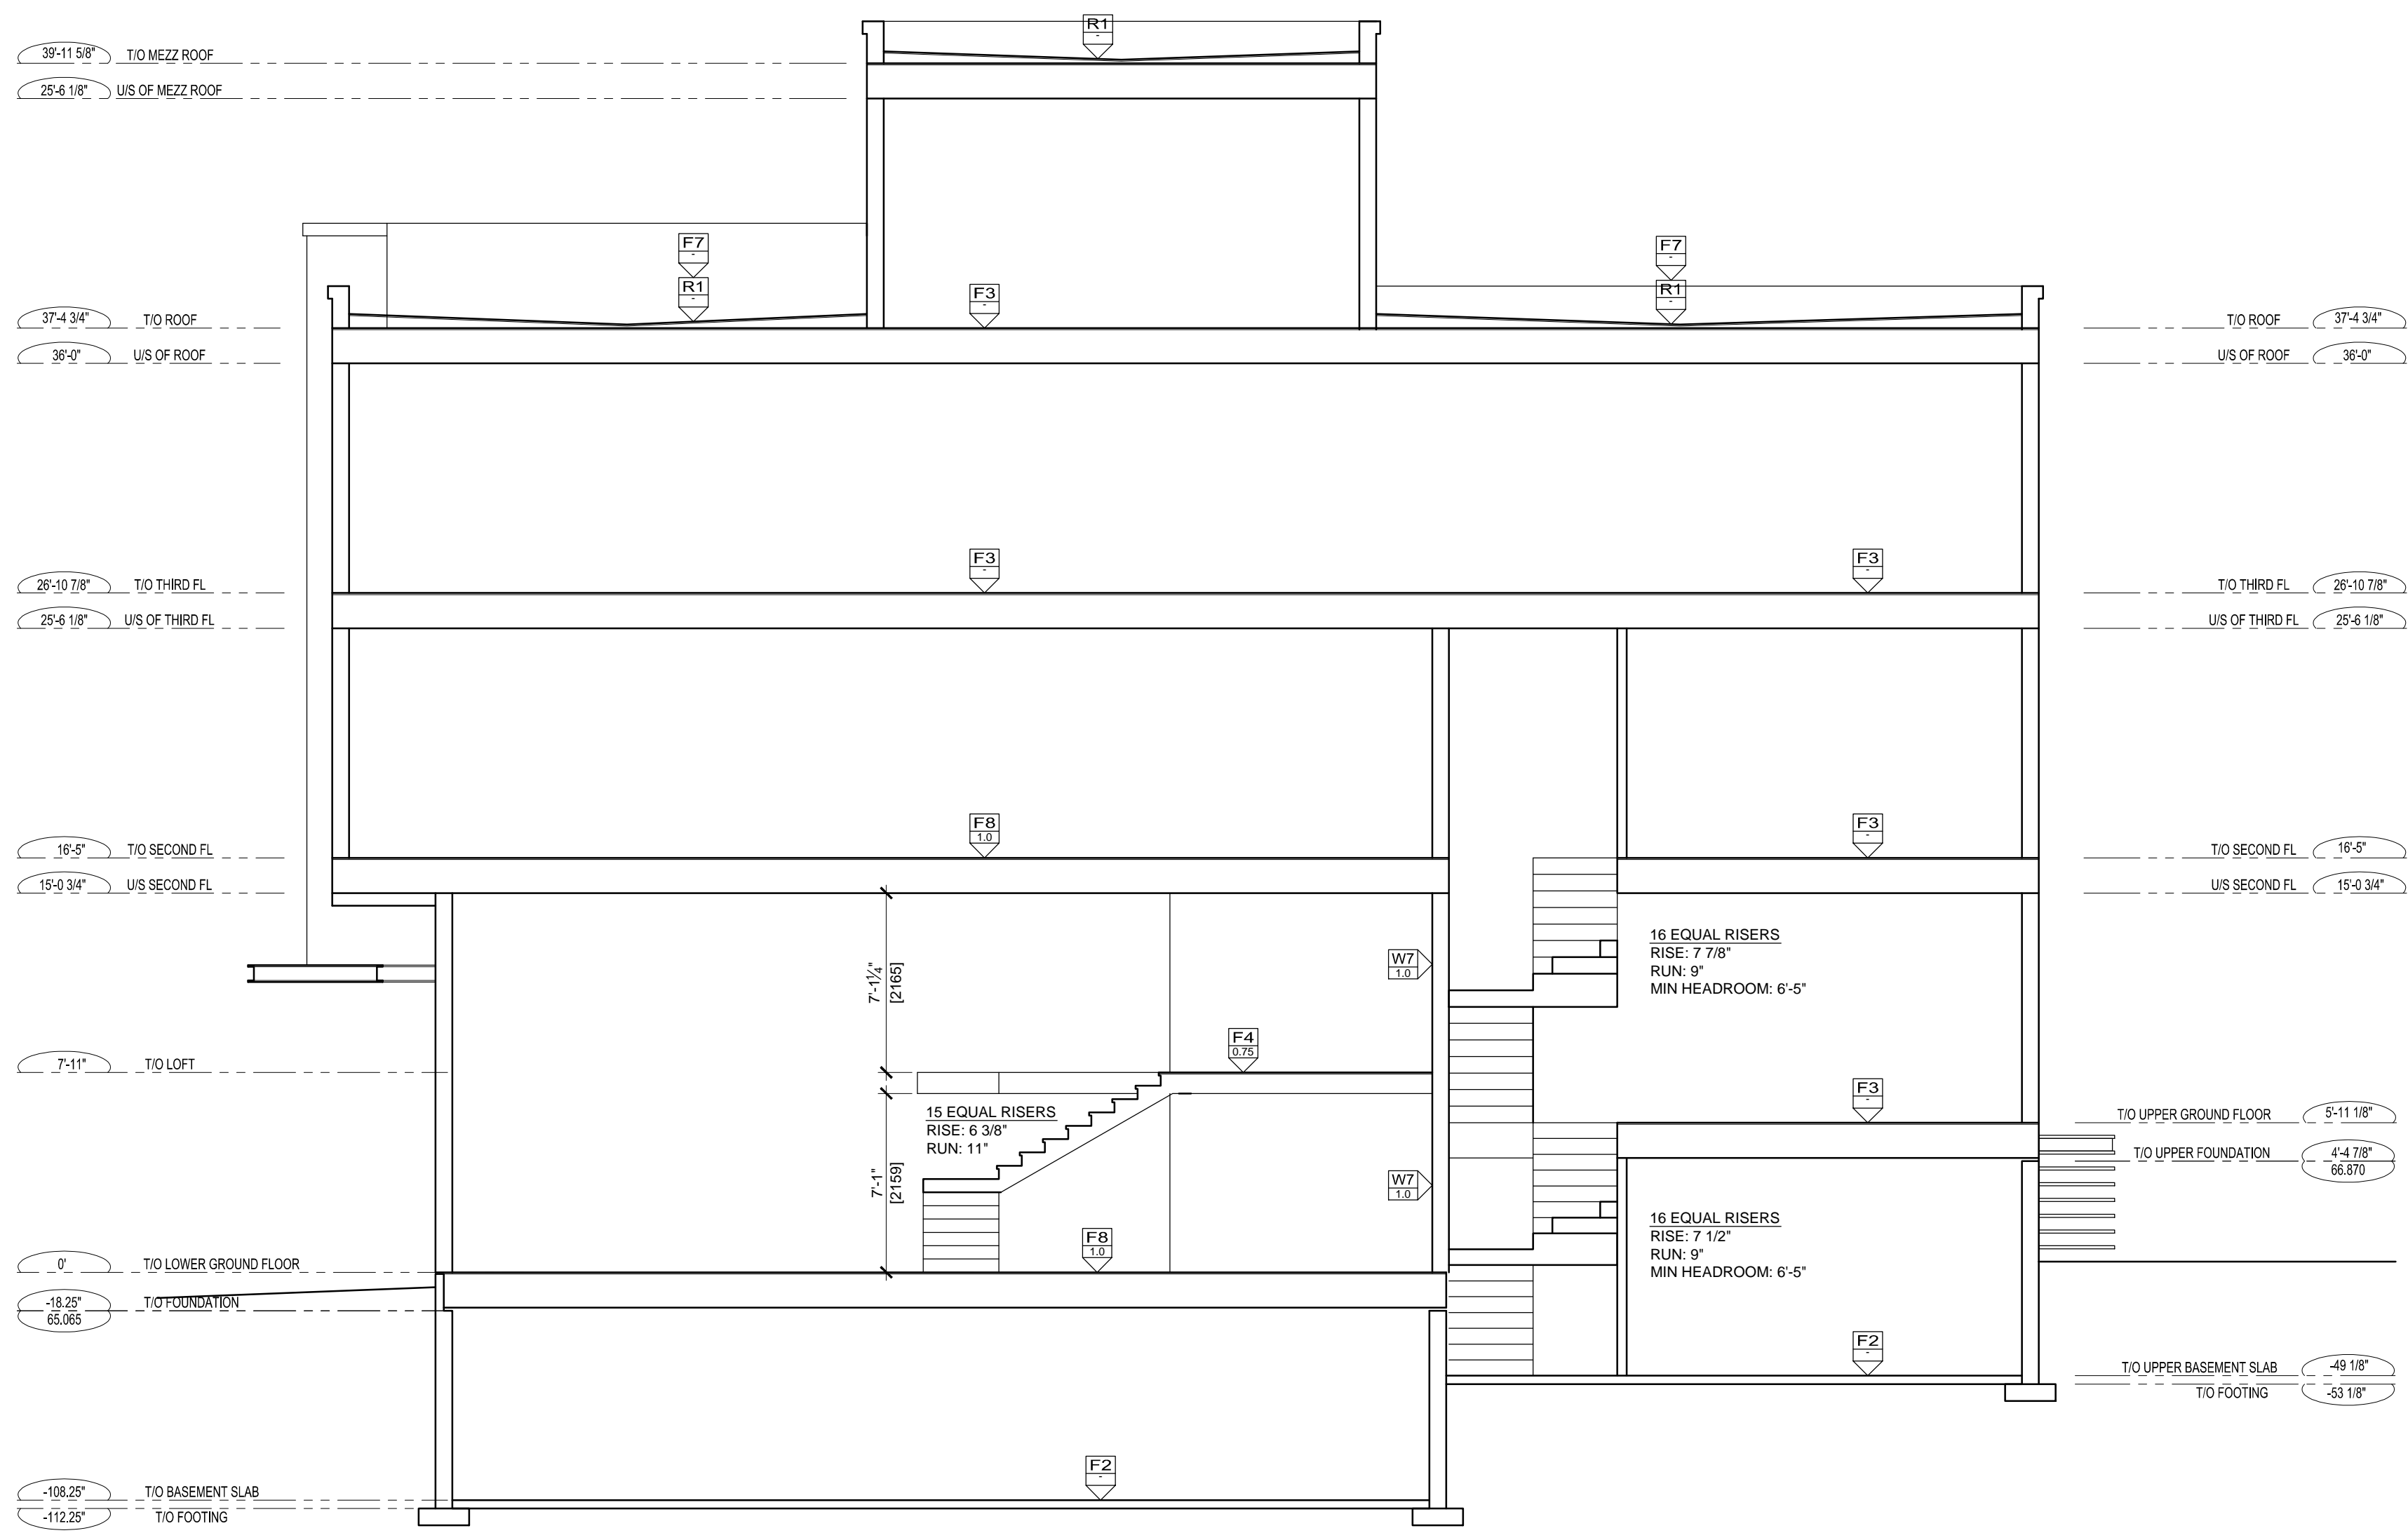 R1
-
39'-11 5/8" T/O MEZZ ROOF
25'-6 1/8" U/S OF MEZZ ROOF
F7
-
R1
-
F3
-
F7
-
R1
-
37'-4 3/4" T/O ROOF
T/O ROOF 37'-4 3/4"
36'-0" U/S OF ROOF
U/S OF ROOF 36'-0"
F3
-
F3
-
26'-10 7/8" T/O THIRD FL
T/O THIRD FL 26'-10 7/8"
25'-6 1/8" U/S OF THIRD FL
U/S OF THIRD FL 25'-6 1/8"
F8
1.0
F3
-
16'-5" T/O SECOND FL
T/O SECOND FL 16'-5"
15'-0 3/4" U/S SECOND FL
U/S SECOND FL 15'-0 3/4"
7'-1 1/4"
[2165]
W7
1.0
16 EQUAL RISERS
RISE: 7 7/8"
RUN: 9"
MIN HEADROOM: 6'-5"
F4
0.75
7'-11" T/O LOFT
F3
-
15 EQUAL RISERS
RISE: 6 3/8"
RUN: 11"
T/O UPPER GROUND FLOOR 5'-11 1/8"
T/O UPPER FOUNDATION 4'-4 7/8"
66.870
7'-1"
[2159]
W7
1.0
16 EQUAL RISERS
RISE: 7 1/2"
RUN: 9"
MIN HEADROOM: 6'-5"
F8
1.0
0' T/O LOWER GROUND FLOOR
-18.25" T/O FOUNDATION
65.065
F2
-
T/O UPPER BASEMENT SLAB -49 1/8"
T/O FOOTING -53 1/8"
F2
-
-108.25" T/O BASEMENT SLAB
-112.25" T/O FOOTING